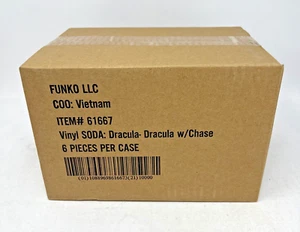 FUNKO LLC
COO: Vietnam
ITEM# 61667
Vinyl SODA: Dracula- Dracula w/Chase
6 PIECES PER CASE